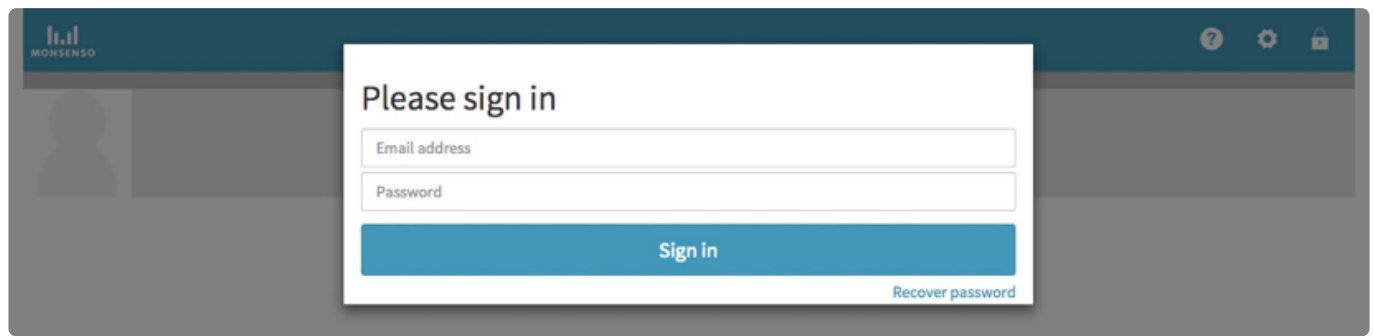 MONSENSO
Please sign in
Email address
Password
Sign in
Recover password